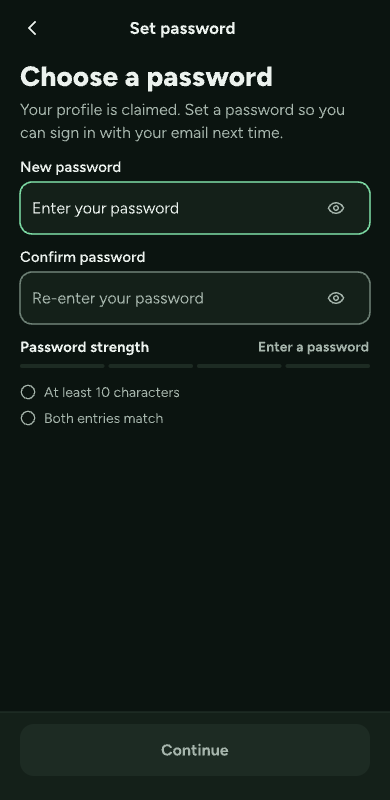 Set password
Choose a password
Your profile is claimed. Set a password so you
can sign in with your email next time.
New password
Enter your password
Confirm password
Re-enter your password
Password strength
Enter a password
At least 10 characters
Both entries match
Continue